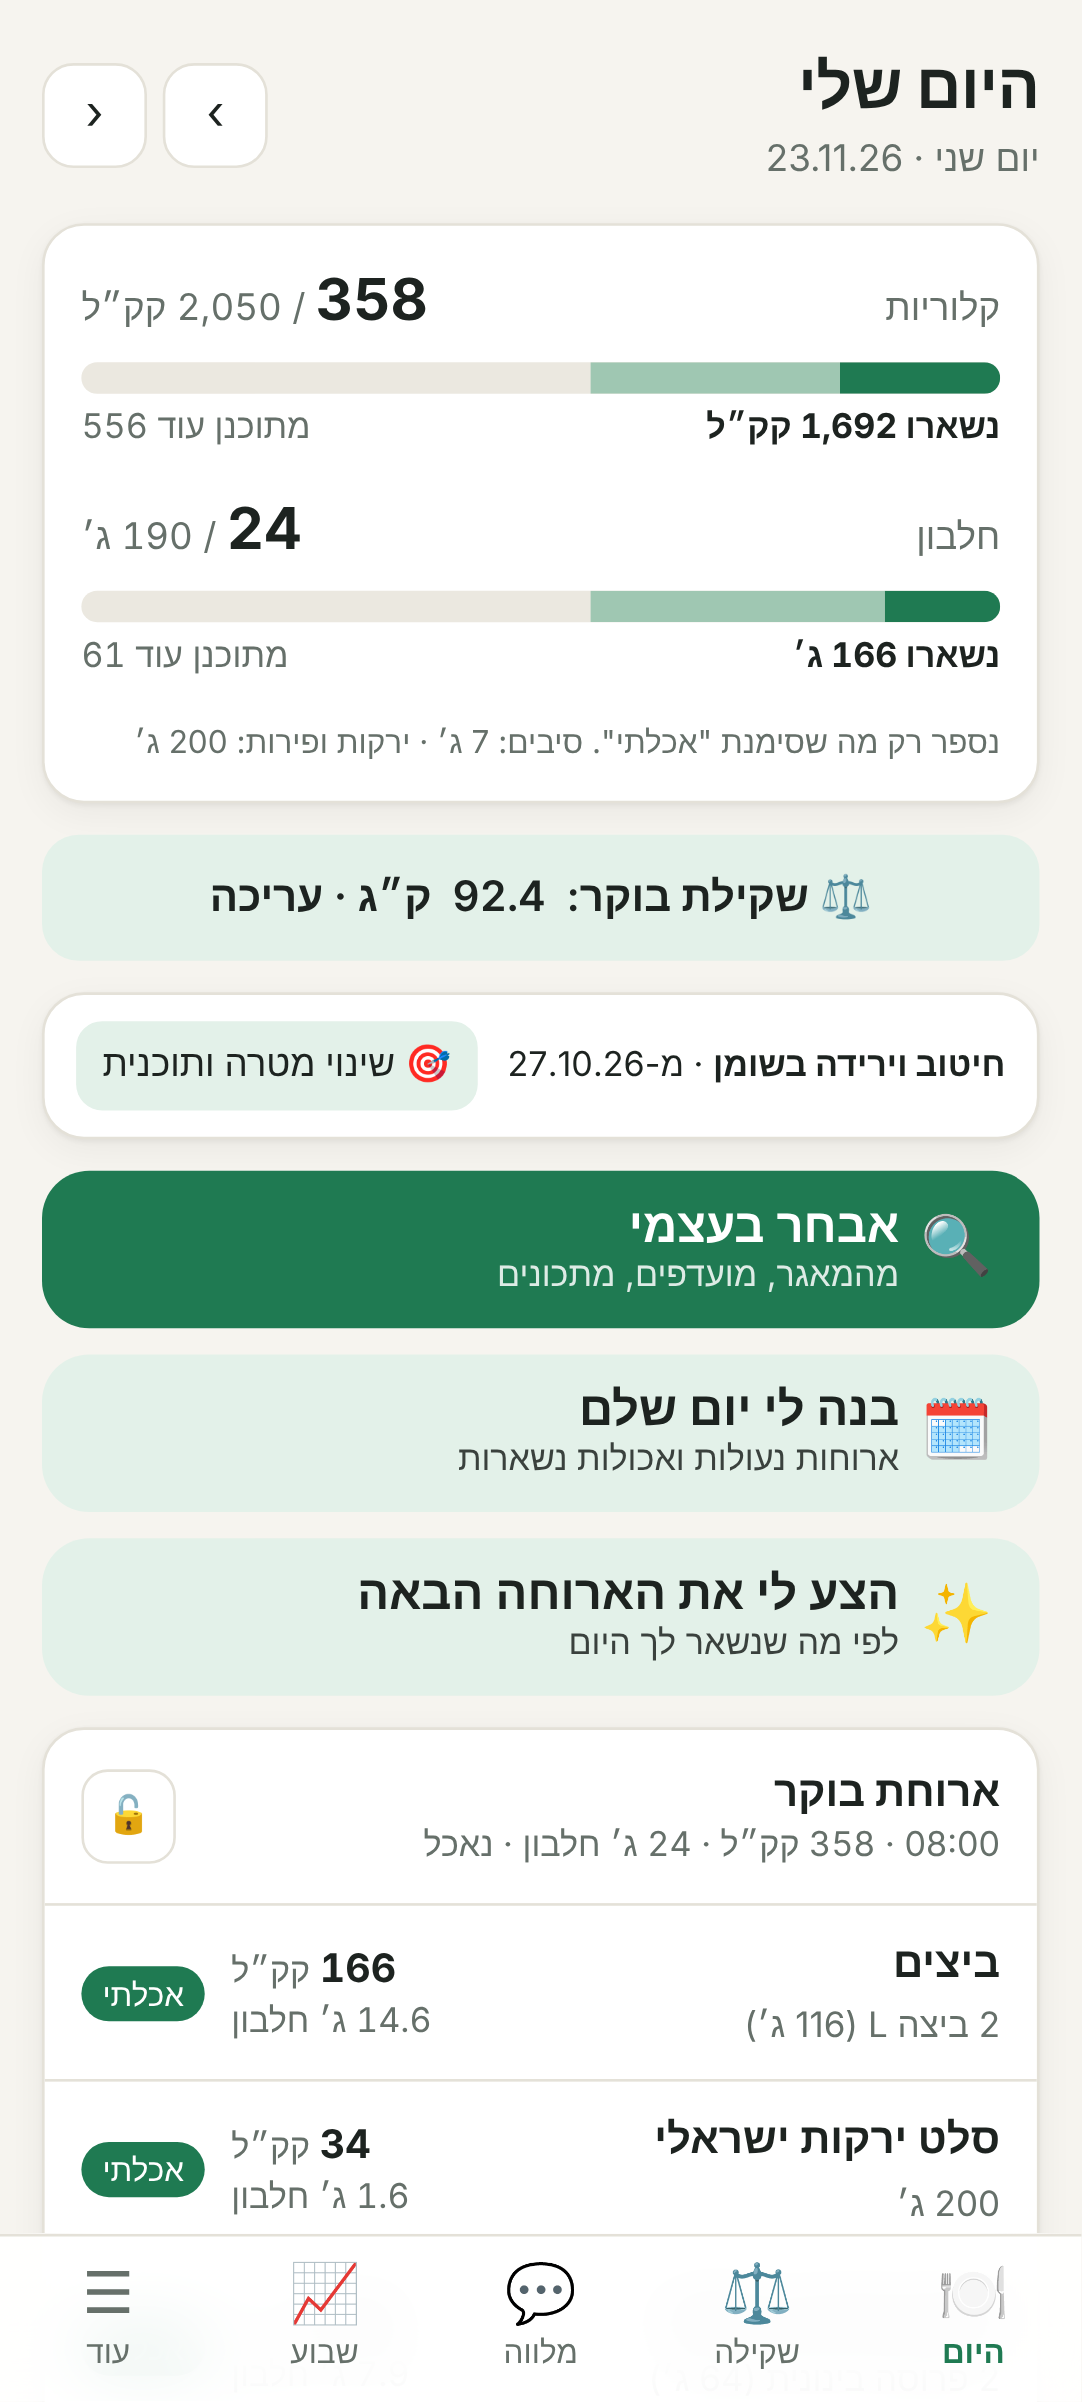 היום שלי
יום שני · 23.11.26
קלוריות
358 / 2,050 קק״ל
נשארו 1,692 קק״ל
מתוכנן עוד 556
חלבון
24 / 190 ג׳
נשארו 166 ג׳
מתוכנן עוד 61
נספר רק מה שסימנת "אכלתי". סיבים: 7 ג׳ · ירקות ופירות: 200 ג׳
שקילת בוקר: 92.4 ק״ג · עריכה
חיטוב וירידה בשומן · מ-27.10.26
שינוי מטרה ותוכנית
אבחר בעצמי
מהמאגר, מועדפים, מתכונים
בנה לי יום שלם
ארוחות נעולות ואכולות נשארות
הצע לי את הארוחה הבאה
לפי מה שנשאר לך היום
ארוחת בוקר
08:00 · 358 קק״ל · 24 ג׳ חלבון · נאכל
ביצים
2 ביצה L (116 ג׳)
166 קק״ל
14.6 ג׳ חלבון
אכלתי
סלט ירקות ישראלי
200 ג׳
34 קק״ל
1.6 ג׳ חלבון
אכלתי
היום
שקילה
מלווה
שבוע
עוד